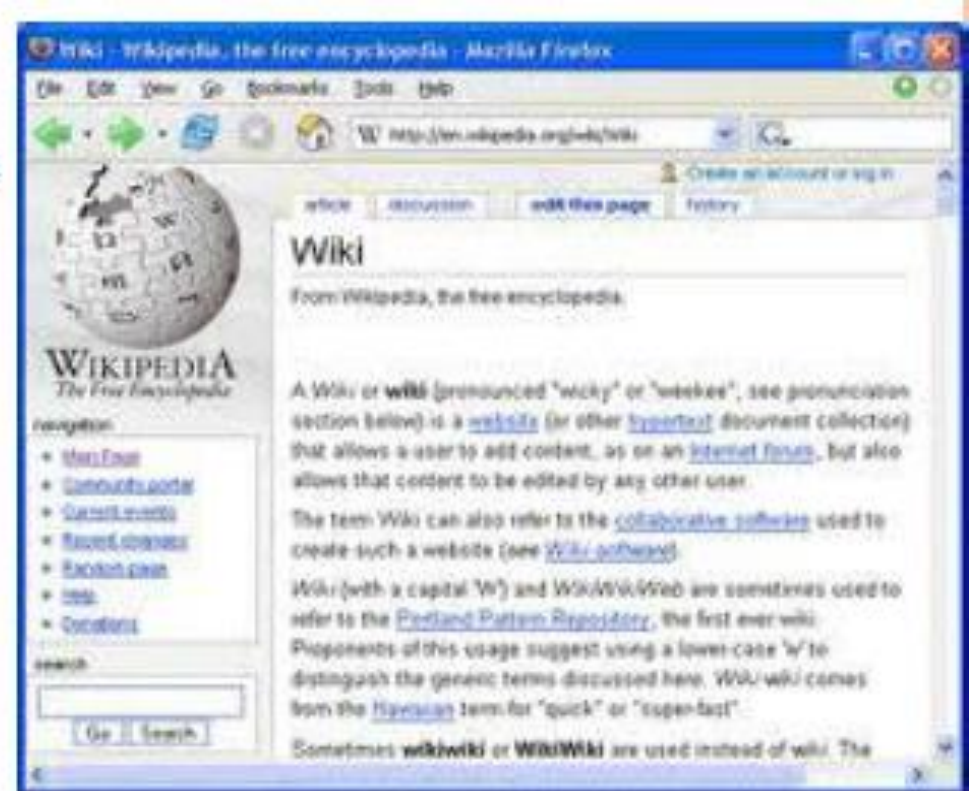 Wiki - Wikipedia, the free encyclopedia - Mozilla Firefox
File Edit View Go Bookmarks Tools Help
W http://en.wikipedia.org/wiki/Wiki G
Create an account or log in
article discussion edit this page history
Wiki
From Wikipedia, the free encyclopedia.
A Wiki or wiki (pronounced "wicky" or "weekee", see pronunciation
section below) is a website (or other hypertext document collection)
that allows a user to add content, as on an Internet forum, but also
allows that content to be edited by any other user.
The term Wiki can also refer to the collaborative software used to
create such a website (see Wiki software).
Wiki (with a capital 'W') and WikiWikiWeb are sometimes used to
refer to the Portland Pattern Repository, the first ever wiki.
Proponents of this usage suggest using a lower-case 'w' to
distinguish the generic terms discussed here. Wiki wiki comes
from the Hawaiian term for "quick" or "super-fast".
Sometimes wikiwiki or WikiWiki are used instead of wiki. The
WIKIPEDIA
The Free Encyclopedia
navigation
Main Page
Community portal
Current events
Recent changes
Random page
Help
Donations
search
Go Search